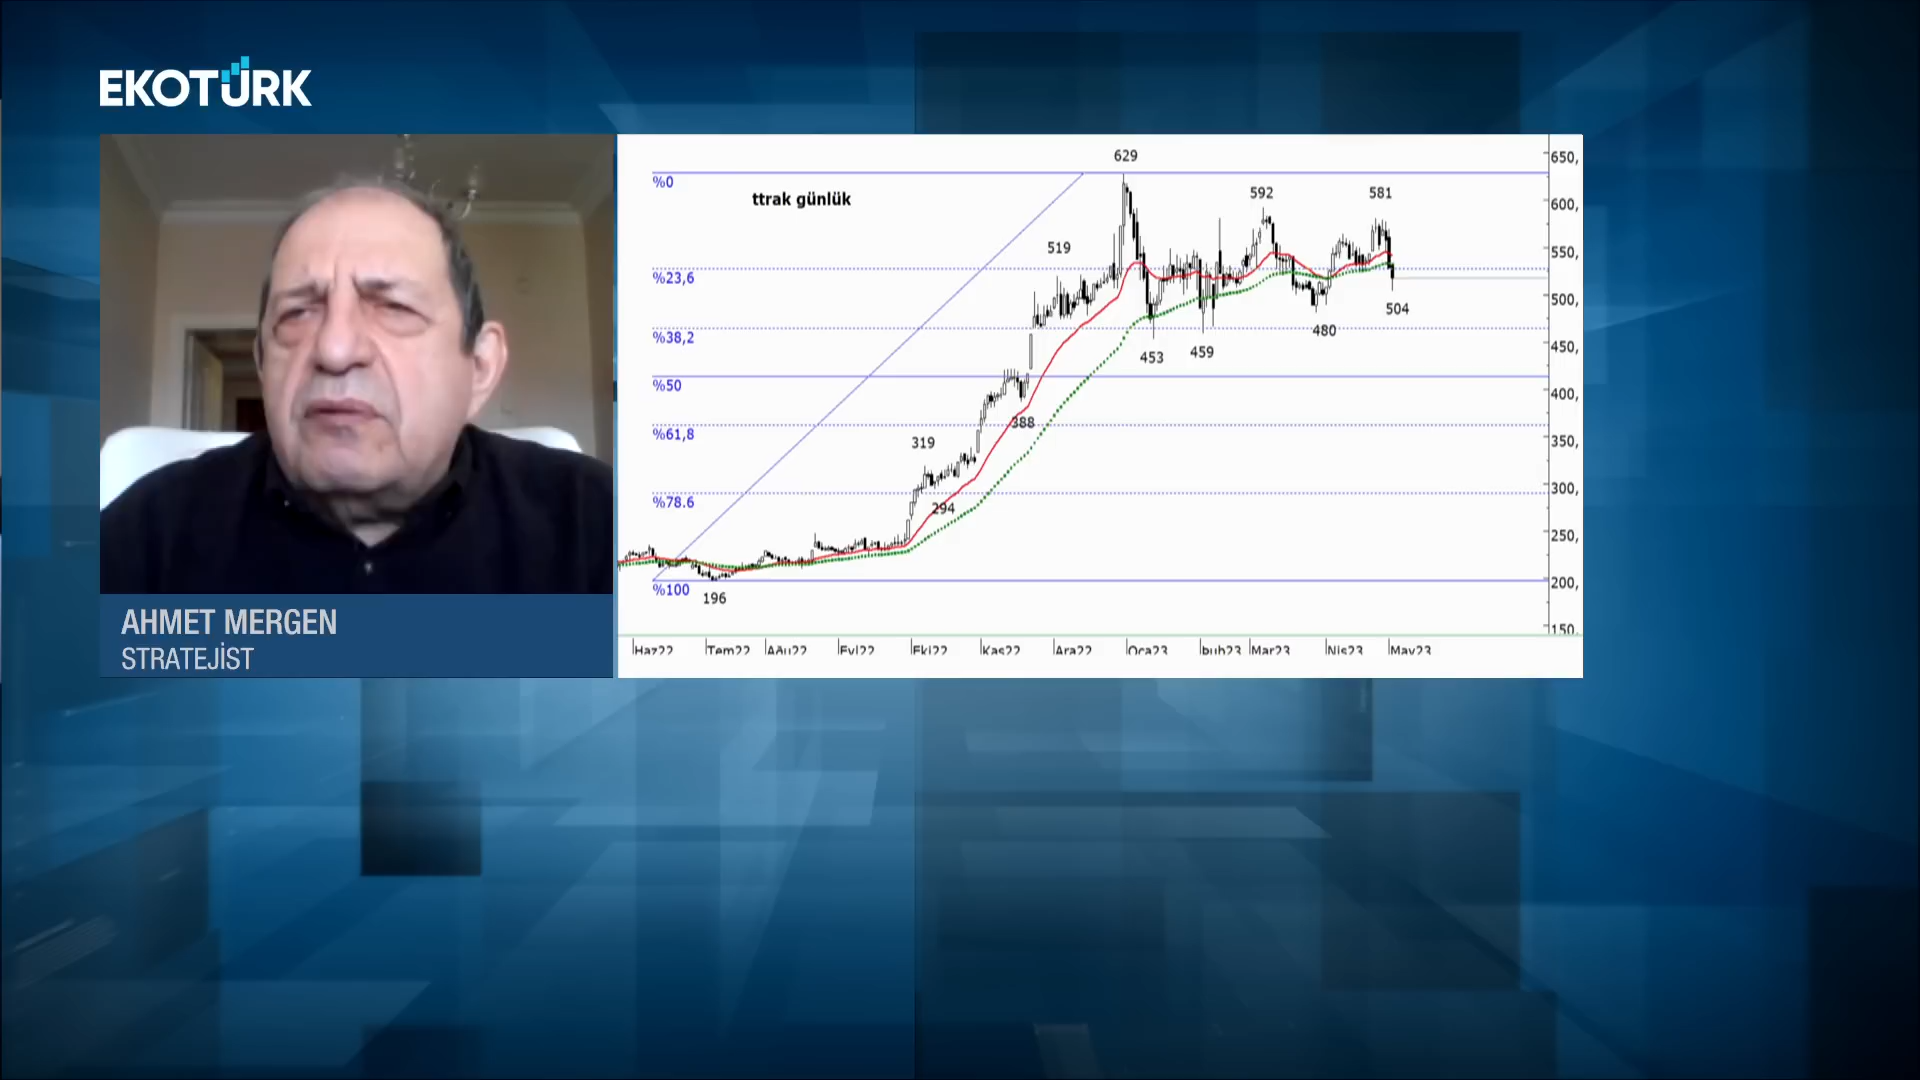 EKOTÜRK
AHMET MERGEN
STRATEJİST
ttrak günlük
%0
%23,6
%38,2
%50
%61,8
%78.6
%100
629
592
581
519
504
480
453
459
388
319
294
196
650,
600,
550,
500,
450,
400,
350,
300,
250,
200,
150,
Haz22
Tem22
Ağu22
Eyl22
Eki22
Kas22
Ara22
Oca23
Şub23
Mar23
Nis23
May23